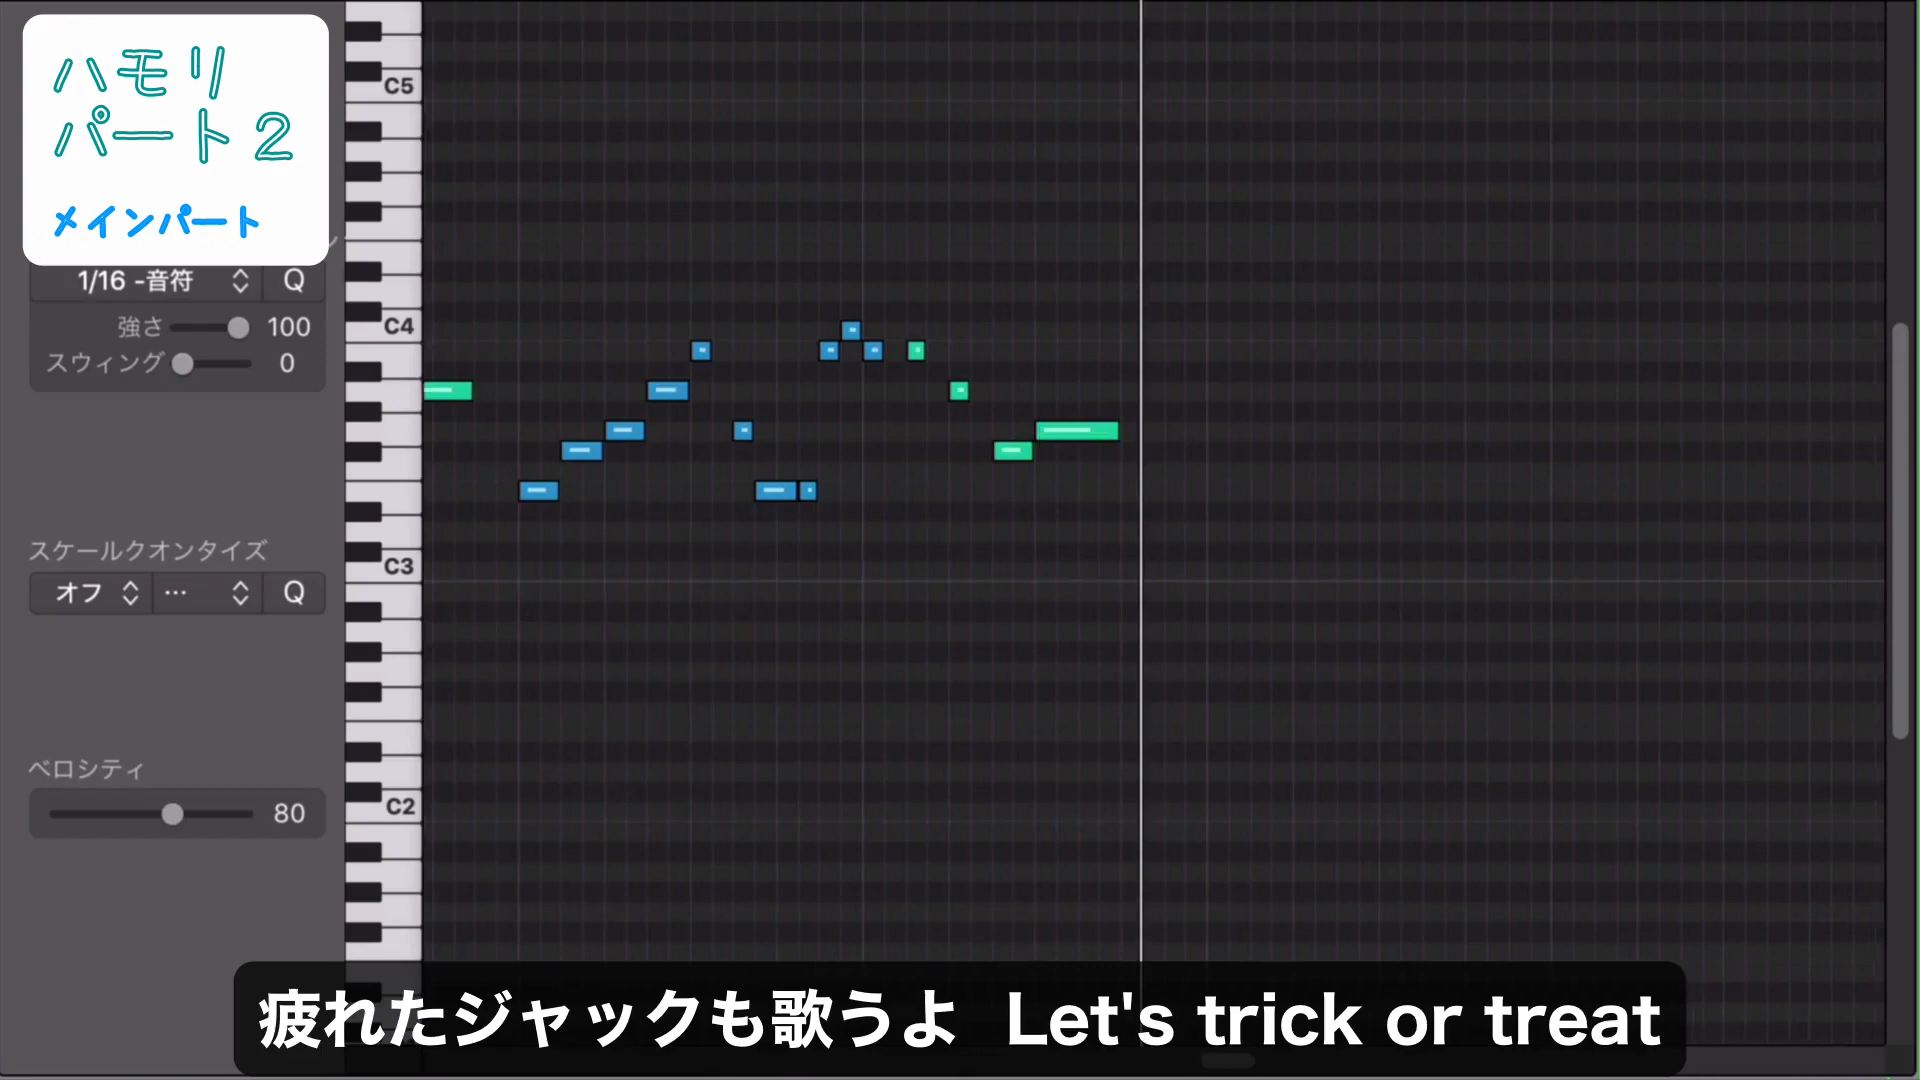 ハモリ
パート2
メインパート
1/16 -音符
Q
強さ 100
スウィング 0
スケールクオンタイズ
オフ ... Q
ベロシティ
80
C5
C4
C3
C2
疲れたジャックも歌うよ Let's trick or treat